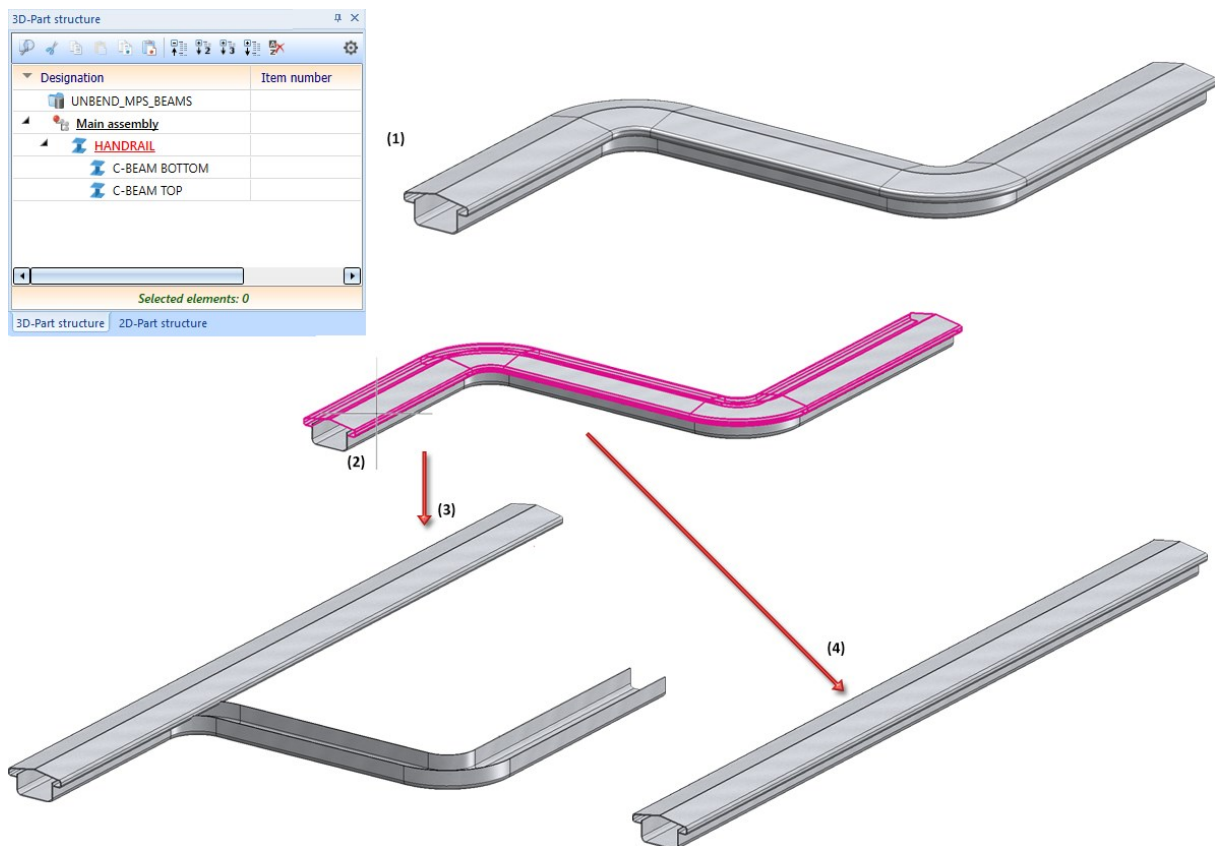 3D-Part structure
Designation Item number
UNBEND_MPS_BEAMS
Main assembly
HANDRAIL
C-BEAM BOTTOM
C-BEAM TOP
Selected elements: 0
3D-Part structure 2D-Part structure
(1)
(2)
(3)
(4)